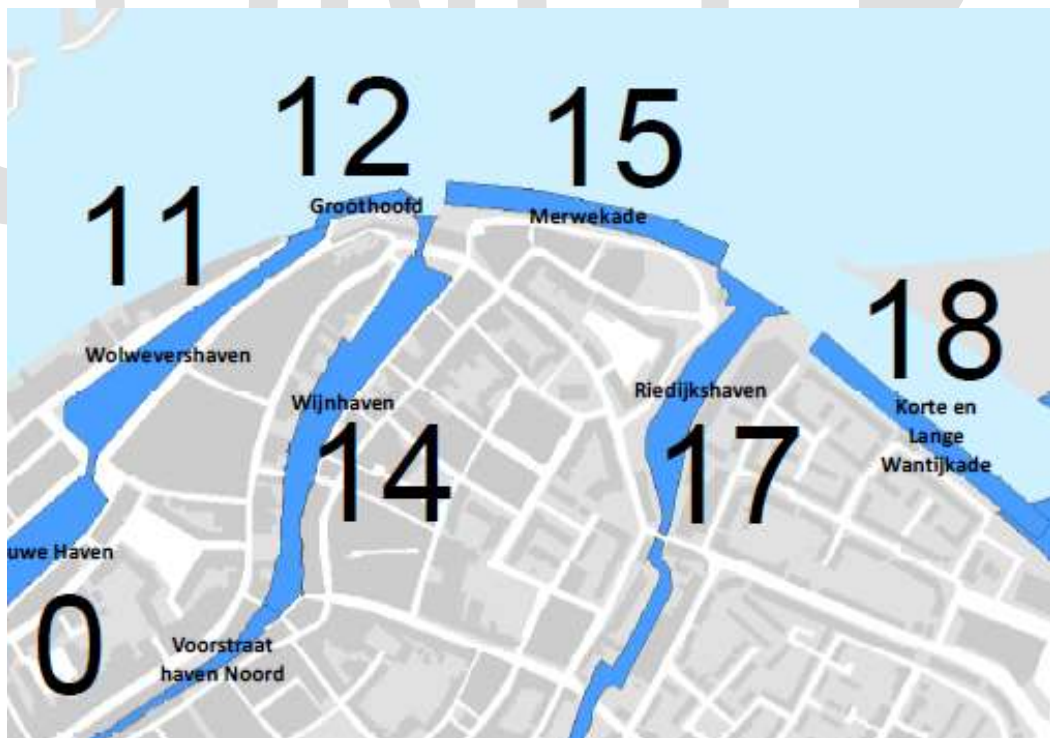 12
15
Groothoofd
Merwekade
11
18
Wolwevershaven
Wijnhaven
Riedijkshaven
Korte en
Lange
Wantijkade
14
17
uwe Haven
0
Voorstraat
haven Noord